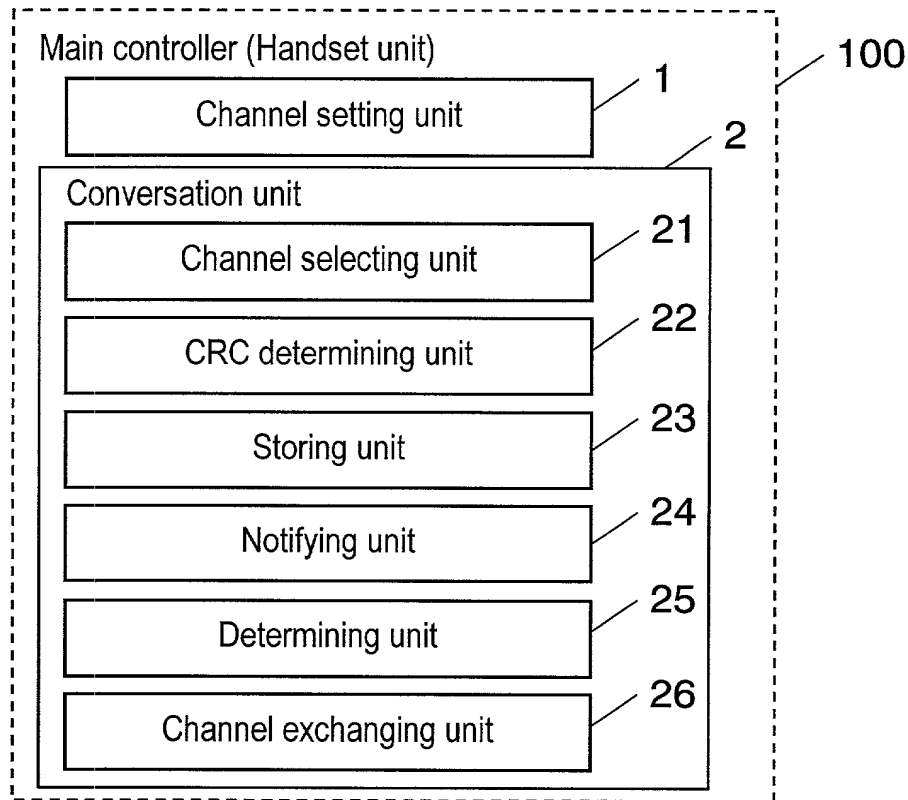 Main controller (Handset unit)
100
Channel setting unit
1
2
Conversation unit
Channel selecting unit
21
CRC determining unit
22
Storing unit
23
Notifying unit
24
Determining unit
25
Channel exchanging unit
26